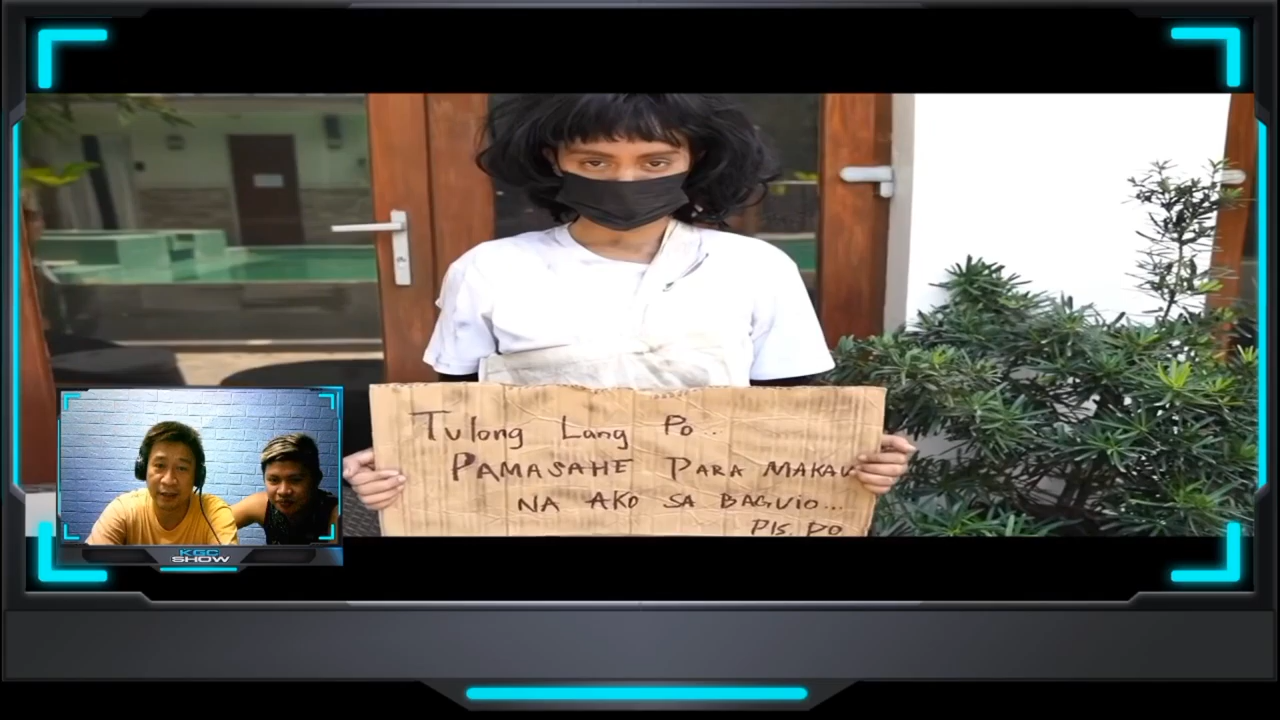 Tulong Lang Po..
PAMASAHE PARA MAKAU
NA AKO SA BAGUIO...
Pls. Po
KGC
SHOW